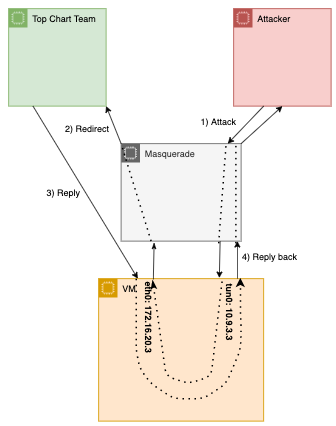 Top Chart Team
Attacker
1) Attack
2) Redirect
Masquerade
3) Reply
4) Reply back
VM
eth0: 172.16.20.3
tun0: 10.9.3.3